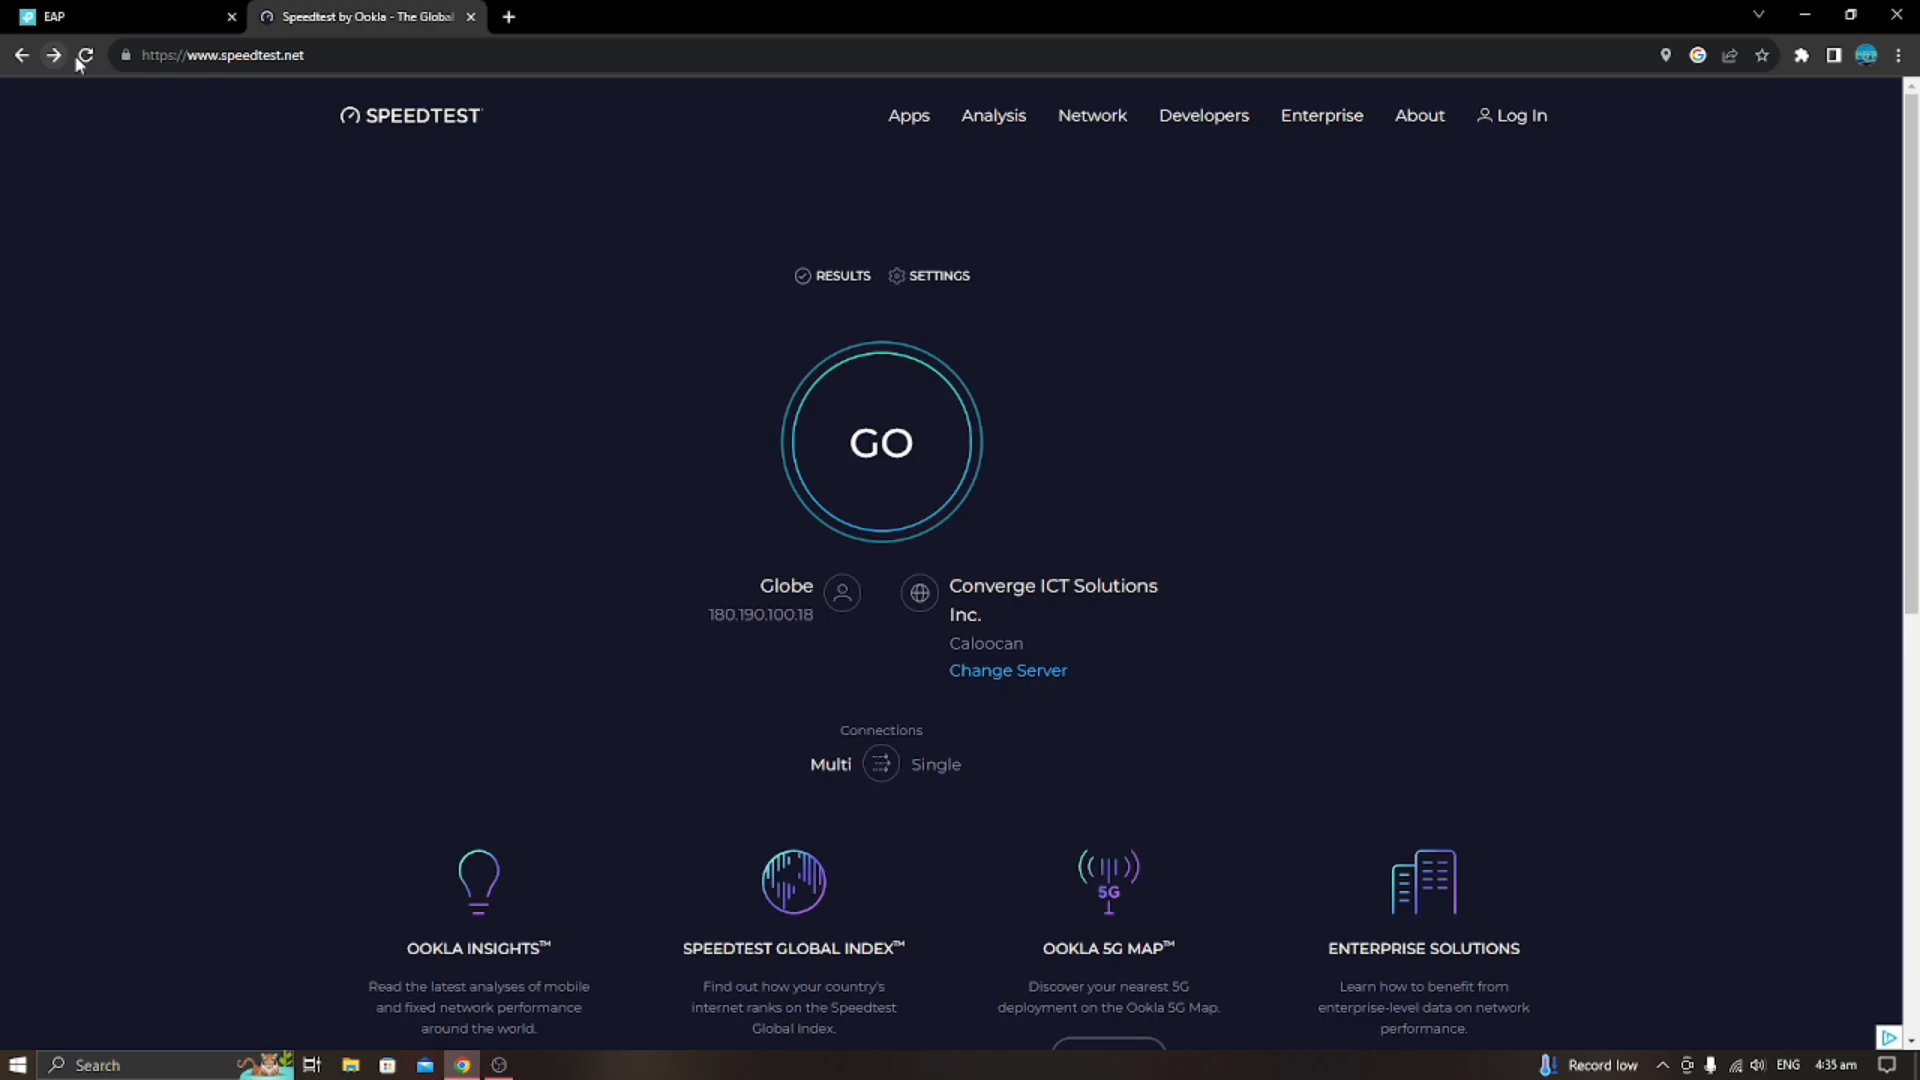 EAP
Speedtest by Ookla - The Global
https://www.speedtest.net
SPEEDTEST
Apps
Analysis
Network
Developers
Enterprise
About
Log In
RESULTS
SETTINGS
GO
Globe
180.190.100.18
Converge ICT Solutions
Inc.
Caloocan
Change Server
Connections
Multi
Single
OOKLA INSIGHTS™
Read the latest analyses of mobile
and fixed network performance
around the world.
SPEEDTEST GLOBAL INDEX™
Find out how your country's
internet ranks on the Speedtest
Global Index.
5G
OOKLA 5G MAP™
Discover your nearest 5G
deployment on the Ookla 5G Map.
ENTERPRISE SOLUTIONS
Learn how to benefit from
enterprise-level data on network
performance.
Search
Record low
ENG
4:35 am